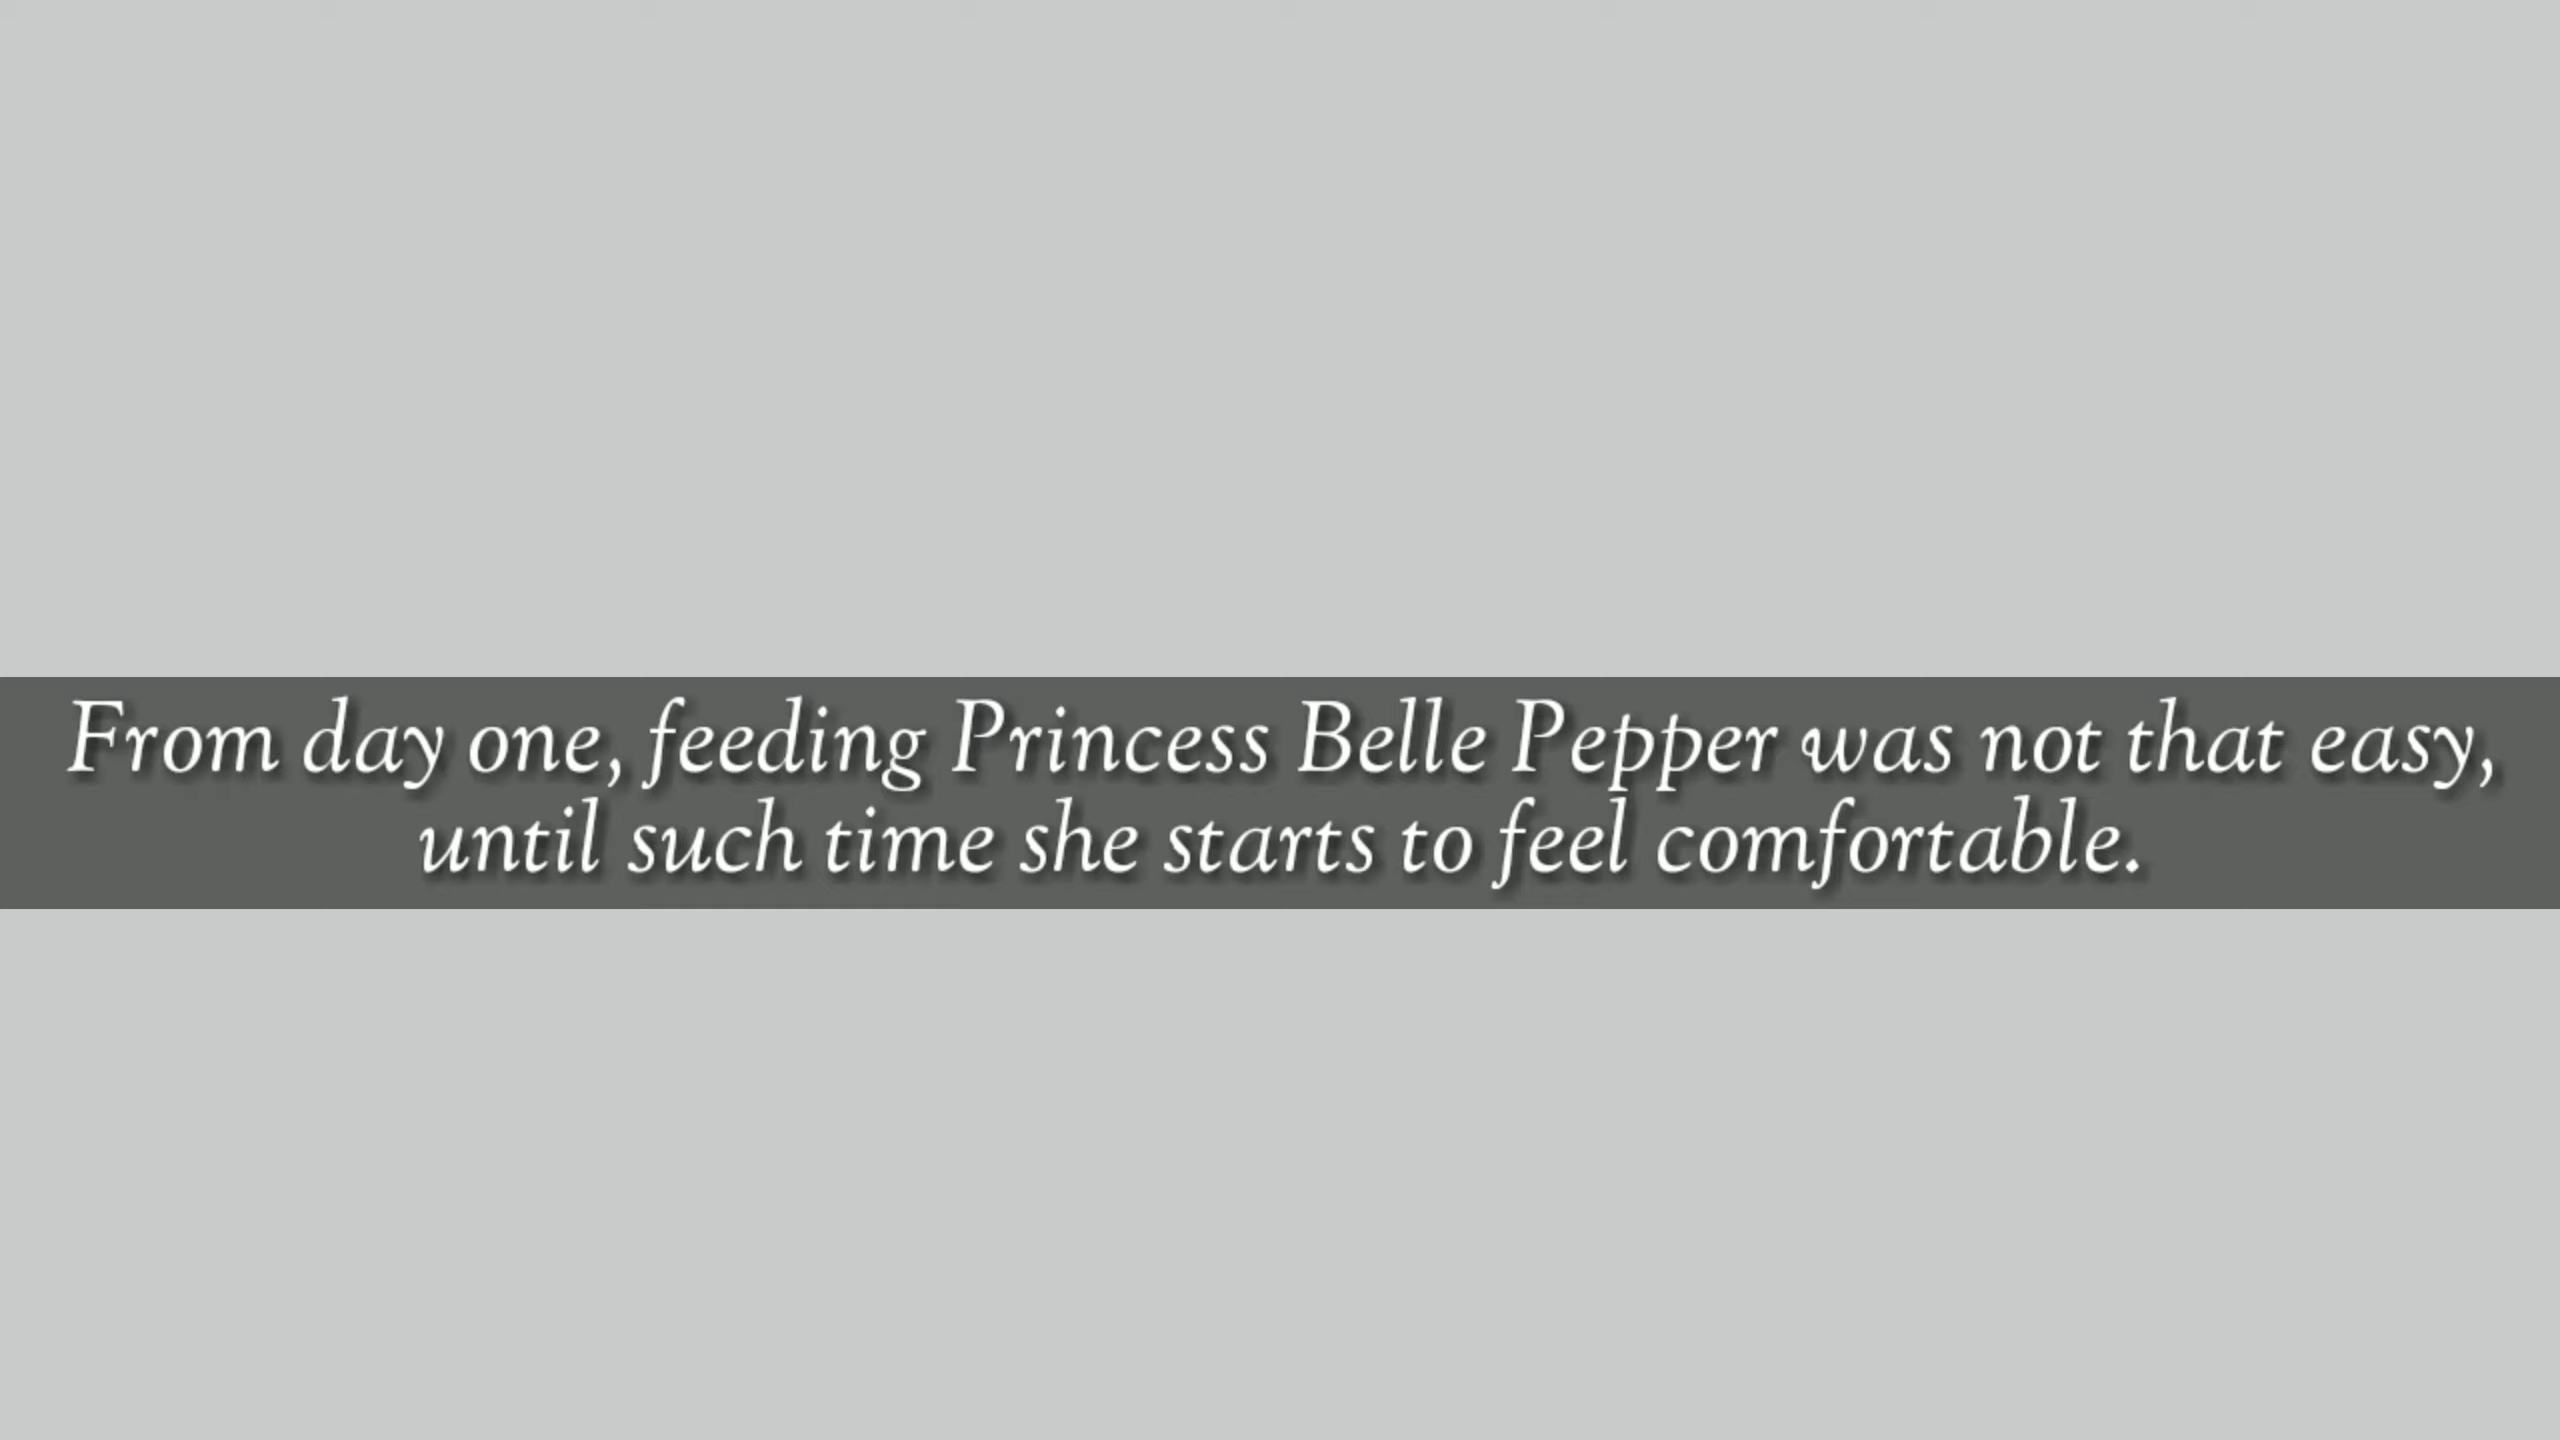 From day one, feeding Princess Belle Pepper was not that easy,
until such time she starts to feel comfortable.